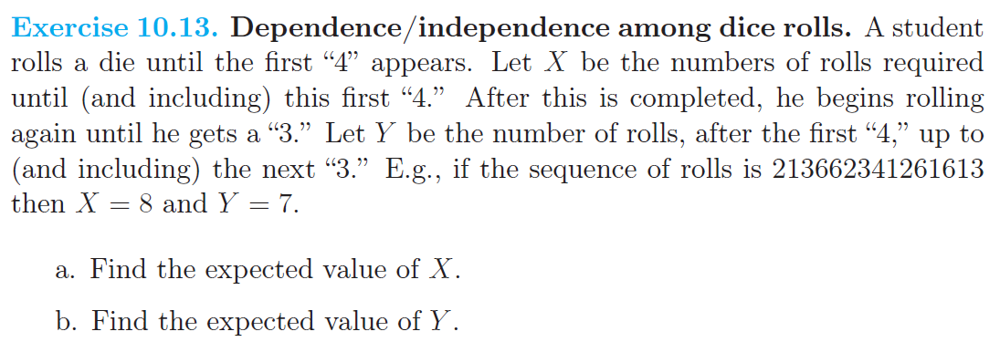 Exercise 10.13. Dependence/independence among dice rolls. A student
rolls a die until the first “4” appears. Let X be the numbers of rolls required
until (and including) this first “4.” After this is completed, he begins rolling
again until he gets a “3.” Let Y be the number of rolls, after the first “4,” up to
(and including) the next “3.” E.g., if the sequence of rolls is 213662341261613
then X = 8 and Y = 7.
a. Find the expected value of X.
b. Find the expected value of Y.